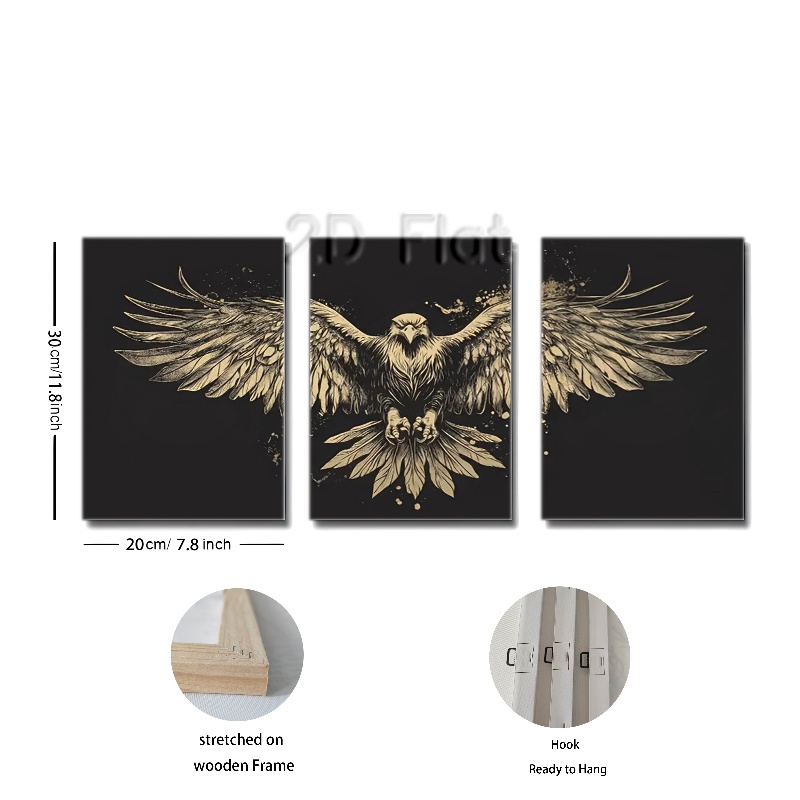 2D Flat
30cm/11.8inch
20cm/ 7.8 inch
stretched on
wooden Frame
Hook
Ready to Hang